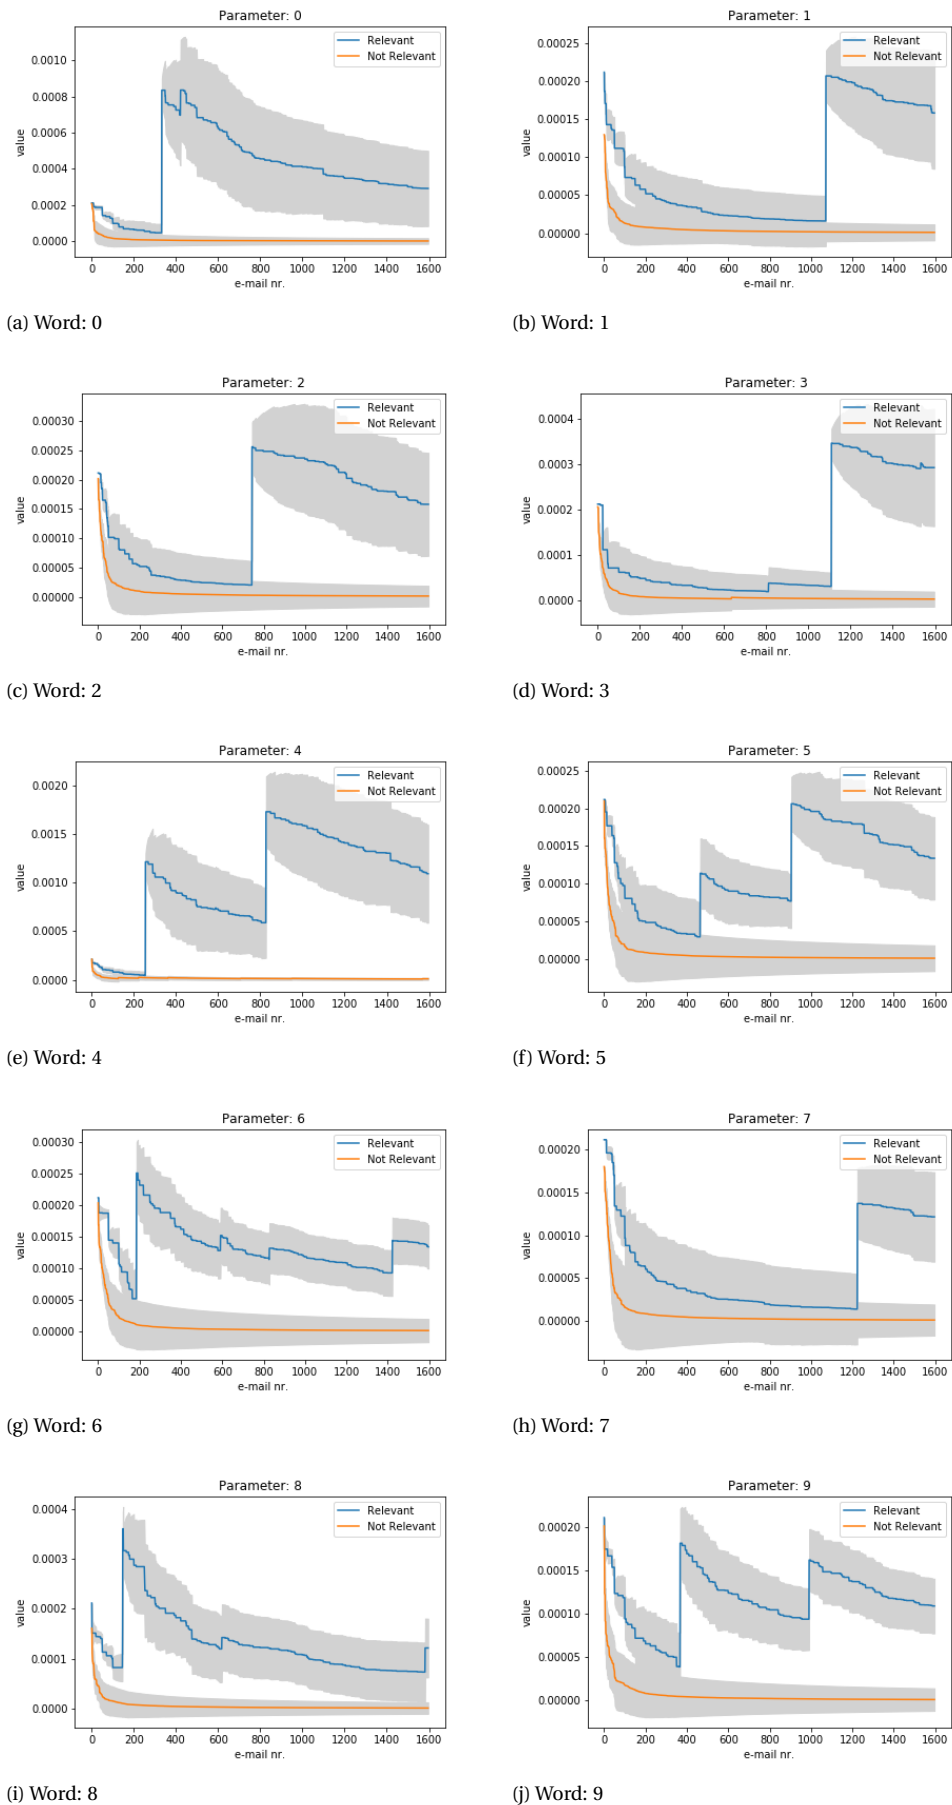 Parameter: 0
0.0010
0.0008
0.0006
0.0004
0.0002
0.0000
value
Relevant
Not Relevant
0 200 400 600 800 1000 1200 1400 1600
e-mail nr.
(a) Word: 0
Parameter: 1
0.00025
0.00020
0.00015
0.00010
0.00005
0.00000
value
Relevant
Not Relevant
0 200 400 600 800 1000 1200 1400 1600
e-mail nr.
(b) Word: 1
Parameter: 2
0.00030
0.00025
0.00020
0.00015
0.00010
0.00005
0.00000
value
Relevant
Not Relevant
0 200 400 600 800 1000 1200 1400 1600
e-mail nr.
(c) Word: 2
Parameter: 3
0.0004
0.0003
0.0002
0.0001
0.0000
value
Relevant
Not Relevant
0 200 400 600 800 1000 1200 1400 1600
e-mail nr.
(d) Word: 3
Parameter: 4
0.0020
0.0015
0.0010
0.0005
0.0000
value
Relevant
Not Relevant
0 200 400 600 800 1000 1200 1400 1600
e-mail nr.
(e) Word: 4
Parameter: 5
0.00025
0.00020
0.00015
0.00010
0.00005
0.00000
value
Relevant
Not Relevant
0 200 400 600 800 1000 1200 1400 1600
e-mail nr.
(f) Word: 5
Parameter: 6
0.00030
0.00025
0.00020
0.00015
0.00010
0.00005
0.00000
value
Relevant
Not Relevant
0 200 400 600 800 1000 1200 1400 1600
e-mail nr.
(g) Word: 6
Parameter: 7
0.00020
0.00015
0.00010
0.00005
0.00000
value
Relevant
Not Relevant
0 200 400 600 800 1000 1200 1400 1600
e-mail nr.
(h) Word: 7
Parameter: 8
0.0004
0.0003
0.0002
0.0001
0.0000
value
Relevant
Not Relevant
0 200 400 600 800 1000 1200 1400 1600
e-mail nr.
(i) Word: 8
Parameter: 9
0.00020
0.00015
0.00010
0.00005
0.00000
value
Relevant
Not Relevant
0 200 400 600 800 1000 1200 1400 1600
e-mail nr.
(j) Word: 9